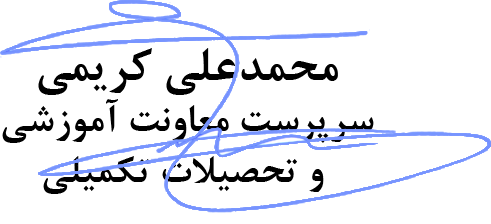 محمدعلی کریمی
سرپرست معاونت آموزشی
و تحصیلات تکمیلی